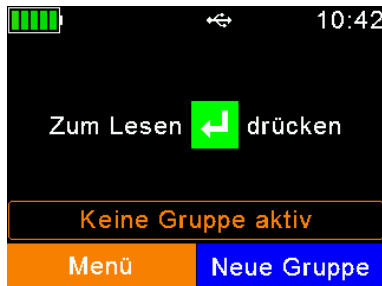 10:42
Zum Lesen drücken
Keine Gruppe aktiv
Menü Neue Gruppe